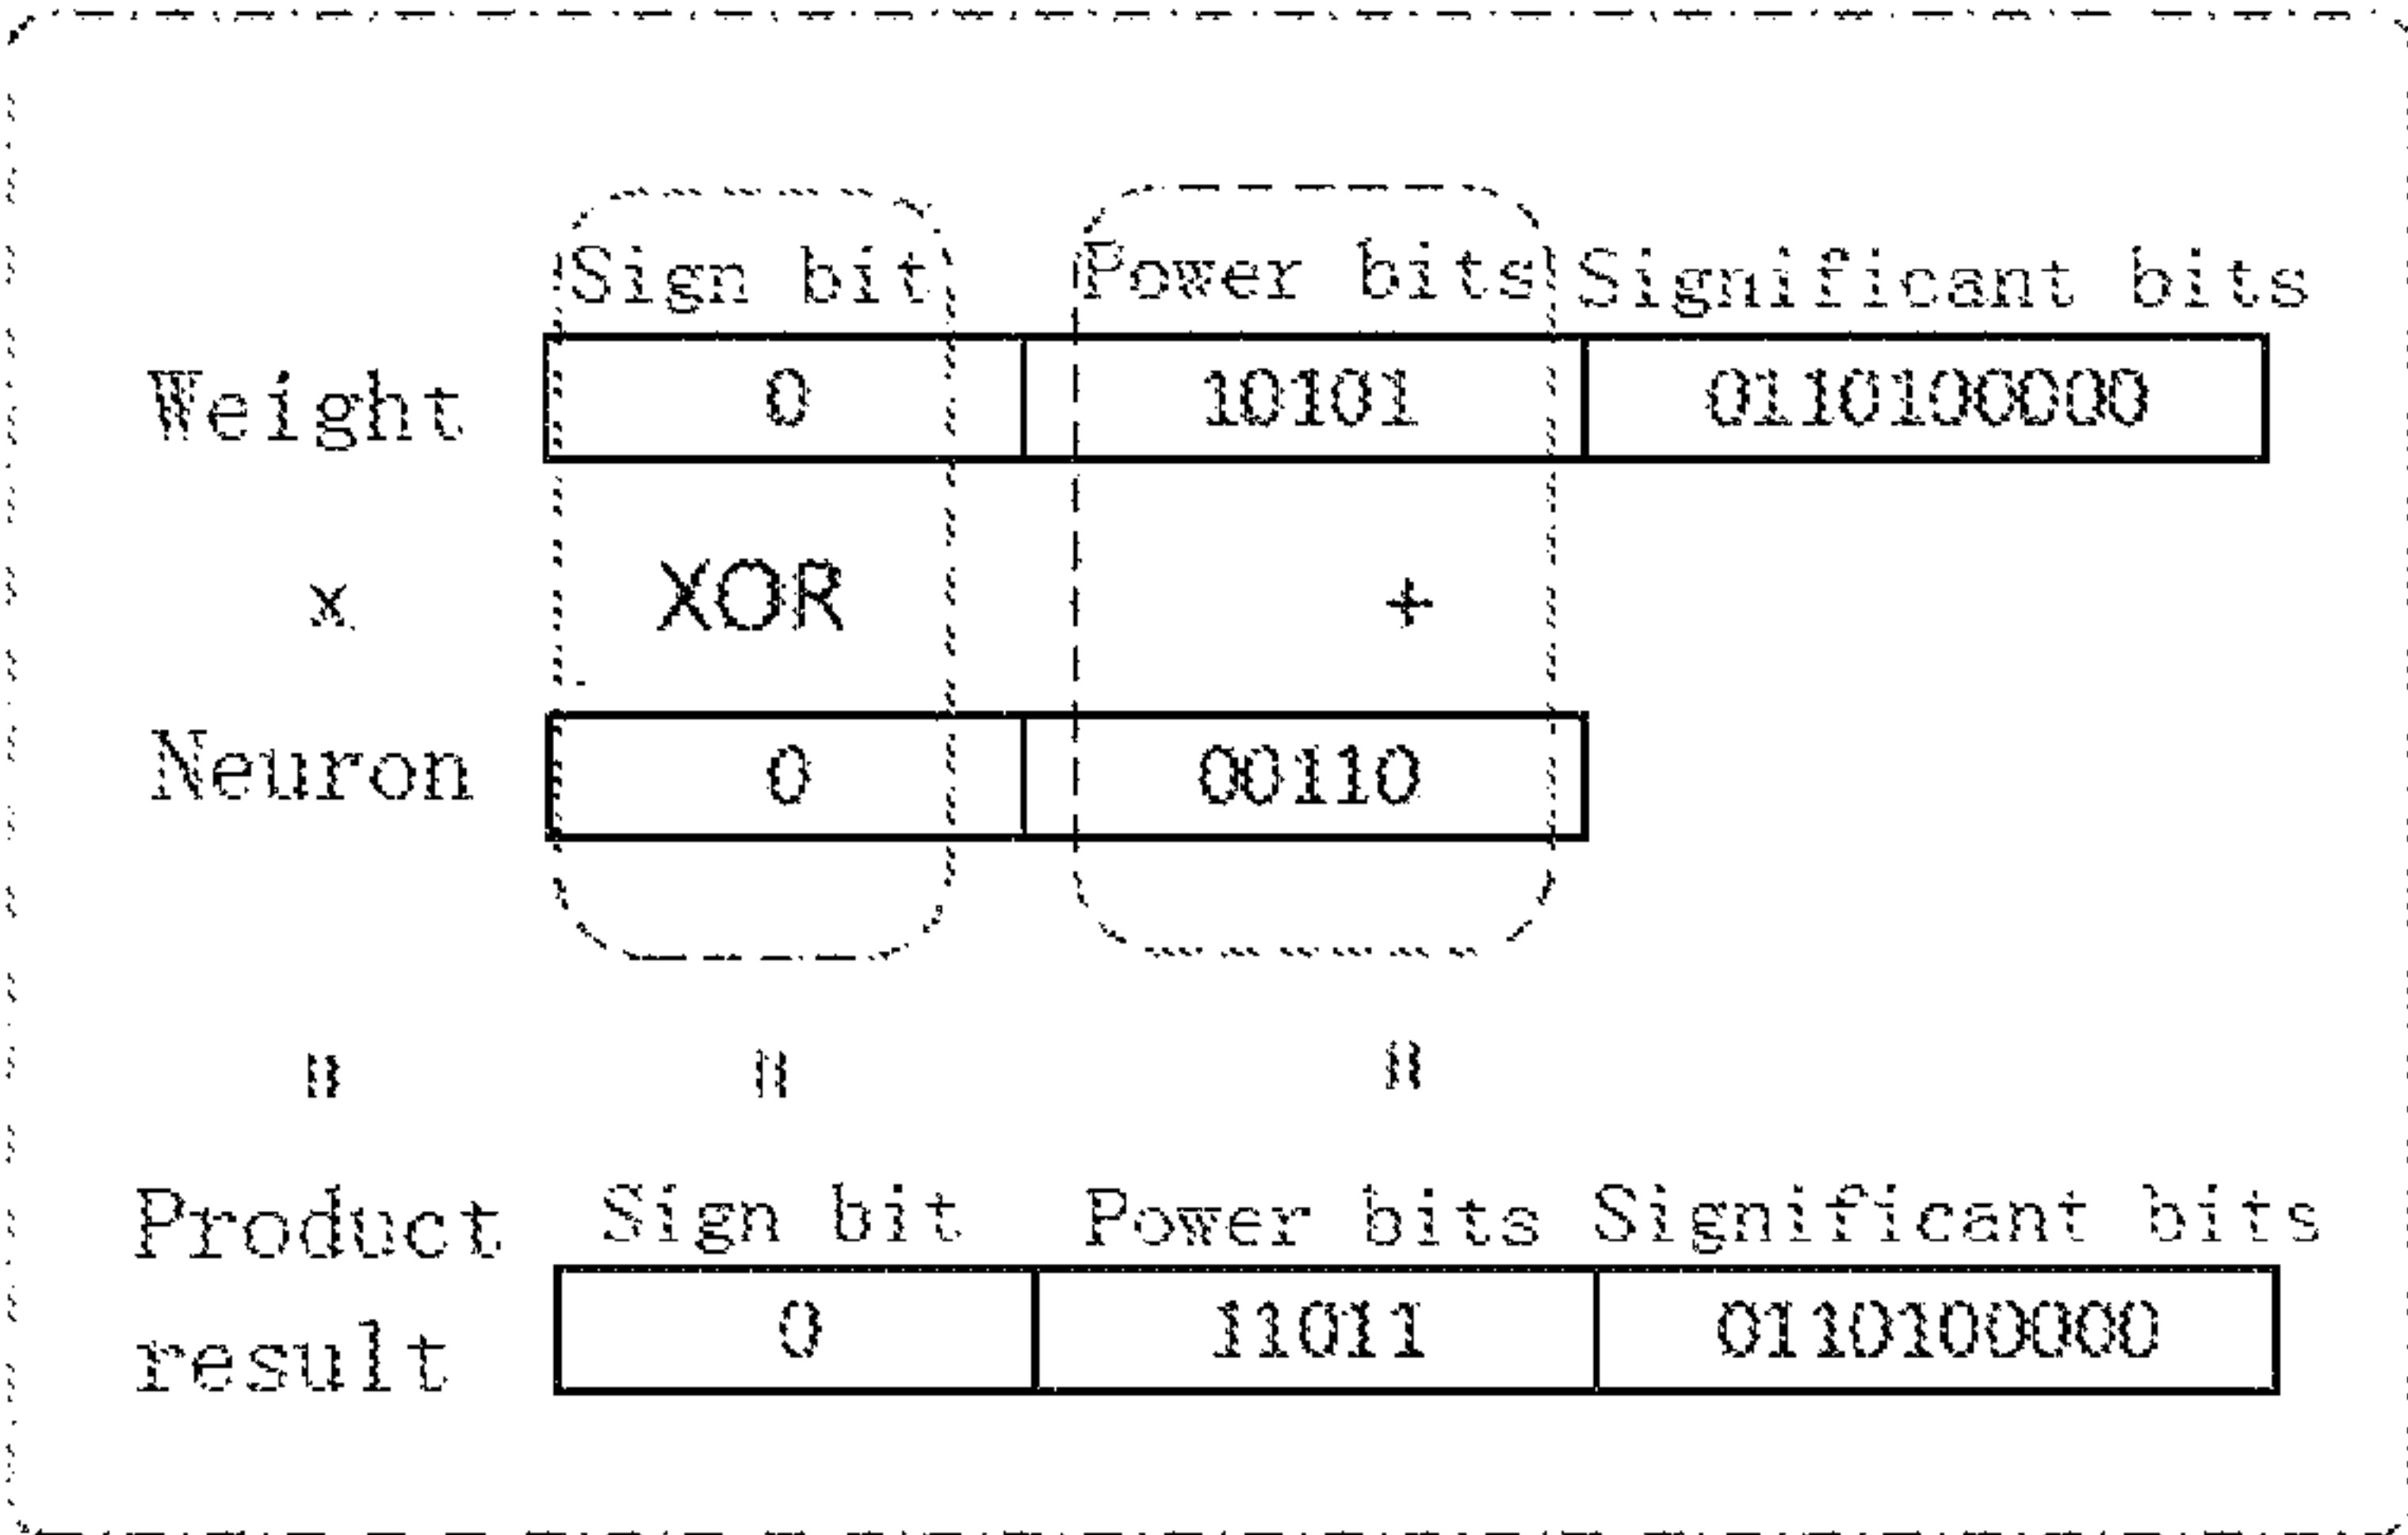 Sign bit Power bits Significant bits
Weight 0 10101 0110100000
x XOR +
Neuron 0 00110
= = =
Product Sign bit Power bits Significant bits
result 0 11011 0110100000